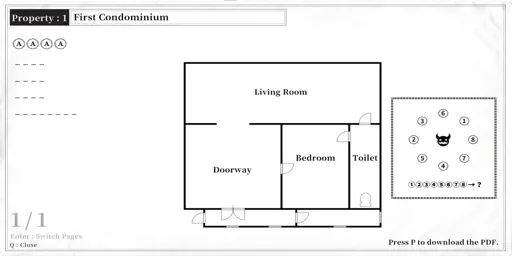 Property : 1 First Condominium
Ⓐ Ⓐ Ⓐ Ⓐ
_ _ _ _
_ _ _ _
_ _ _ _
_ _ _ _ _ _ _ _
Living Room
Doorway
Bedroom
Toilet
⑥
③ ①
② ⑧
⑤ ⑦
④
①②③④⑤⑥⑦⑧→ ?
1/1
Enter : Switch Pages
Q : Close
Press P to download the PDF.